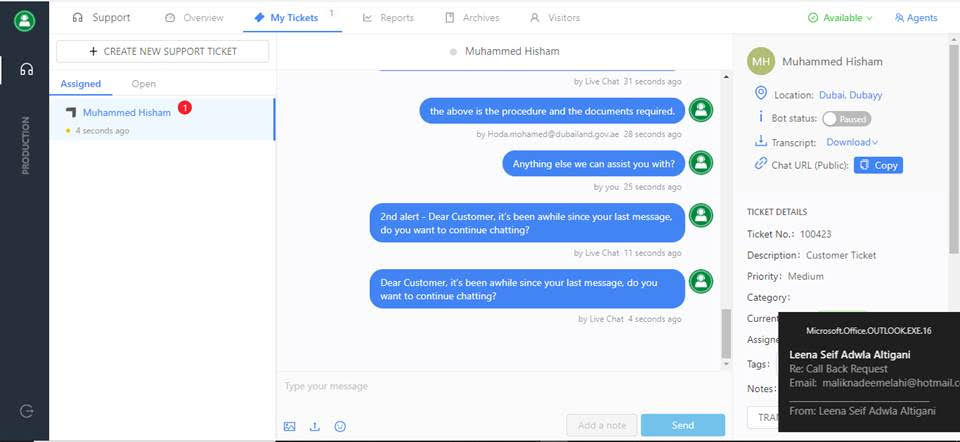 Support
Overview
My Tickets 1
Reports
Archives
Visitors
Available
Agents
PRODUCTION
+ CREATE NEW SUPPORT TICKET
Assigned
Open
Muhammed Hisham 1
4 seconds ago
Muhammed Hisham
by Live Chat 31 seconds ago
the above is the procedure and the documents required.
by Hoda.mohamed@dubailand.gov.ae 28 seconds ago
Anything else we can assist you with?
by you 25 seconds ago
2nd alert - Dear Customer, it's been awhile since your last message,
do you want to continue chatting?
by Live Chat 11 seconds ago
Dear Customer, it's been awhile since your last message, do you
want to continue chatting?
by Live Chat 4 seconds ago
Type your message
Add a note
Send
MH
Muhammed Hisham
Location: Dubai, Dubayy
Bot status: Paused
Transcript: Download
Chat URL (Public): Copy
TICKET DETAILS
Ticket No.: 100423
Description: Customer Ticket
Priority: Medium
Category:
Current
Assigne
Tags :
Notes:
TRAN
Microsoft.Office.OUTLOOK.EXE.16
Leena Seif Adwla Altigani
Re: Call Back Request
Email: maliknadeemelahi@hotmail.c
From: Leena Seif Adwla Altigani